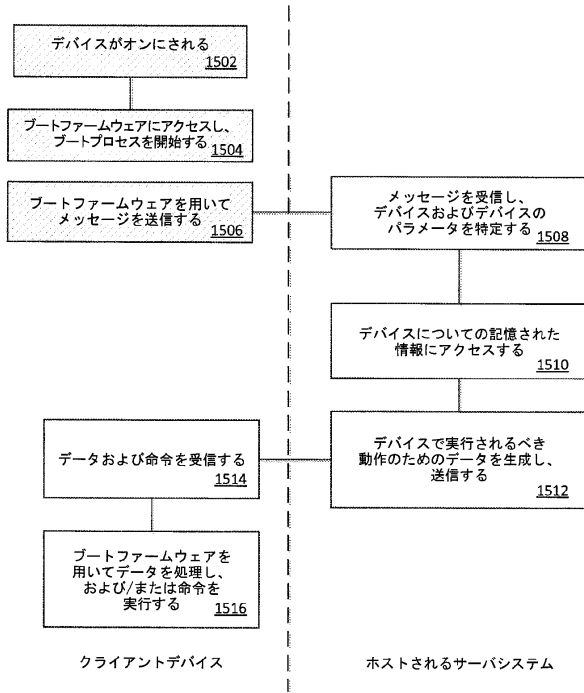 デバイスがオンにされる
1502
ブートファームウェアにアクセスし、
ブートプロセスを開始する
1504
ブートファームウェアを用いて
メッセージを送信する
1506
メッセージを受信し、
デバイスおよびデバイスの
パラメータを特定する
1508
デバイスについての記憶された
情報にアクセスする
1510
デバイスで実行されるべき
動作のためのデータを生成し、
送信する
1512
データおよび命令を受信する
1514
ブートファームウェアを
用いてデータを処理し、
および/または命令を
実行する
1516
クライアントデバイス
ホストされるサーバシステム